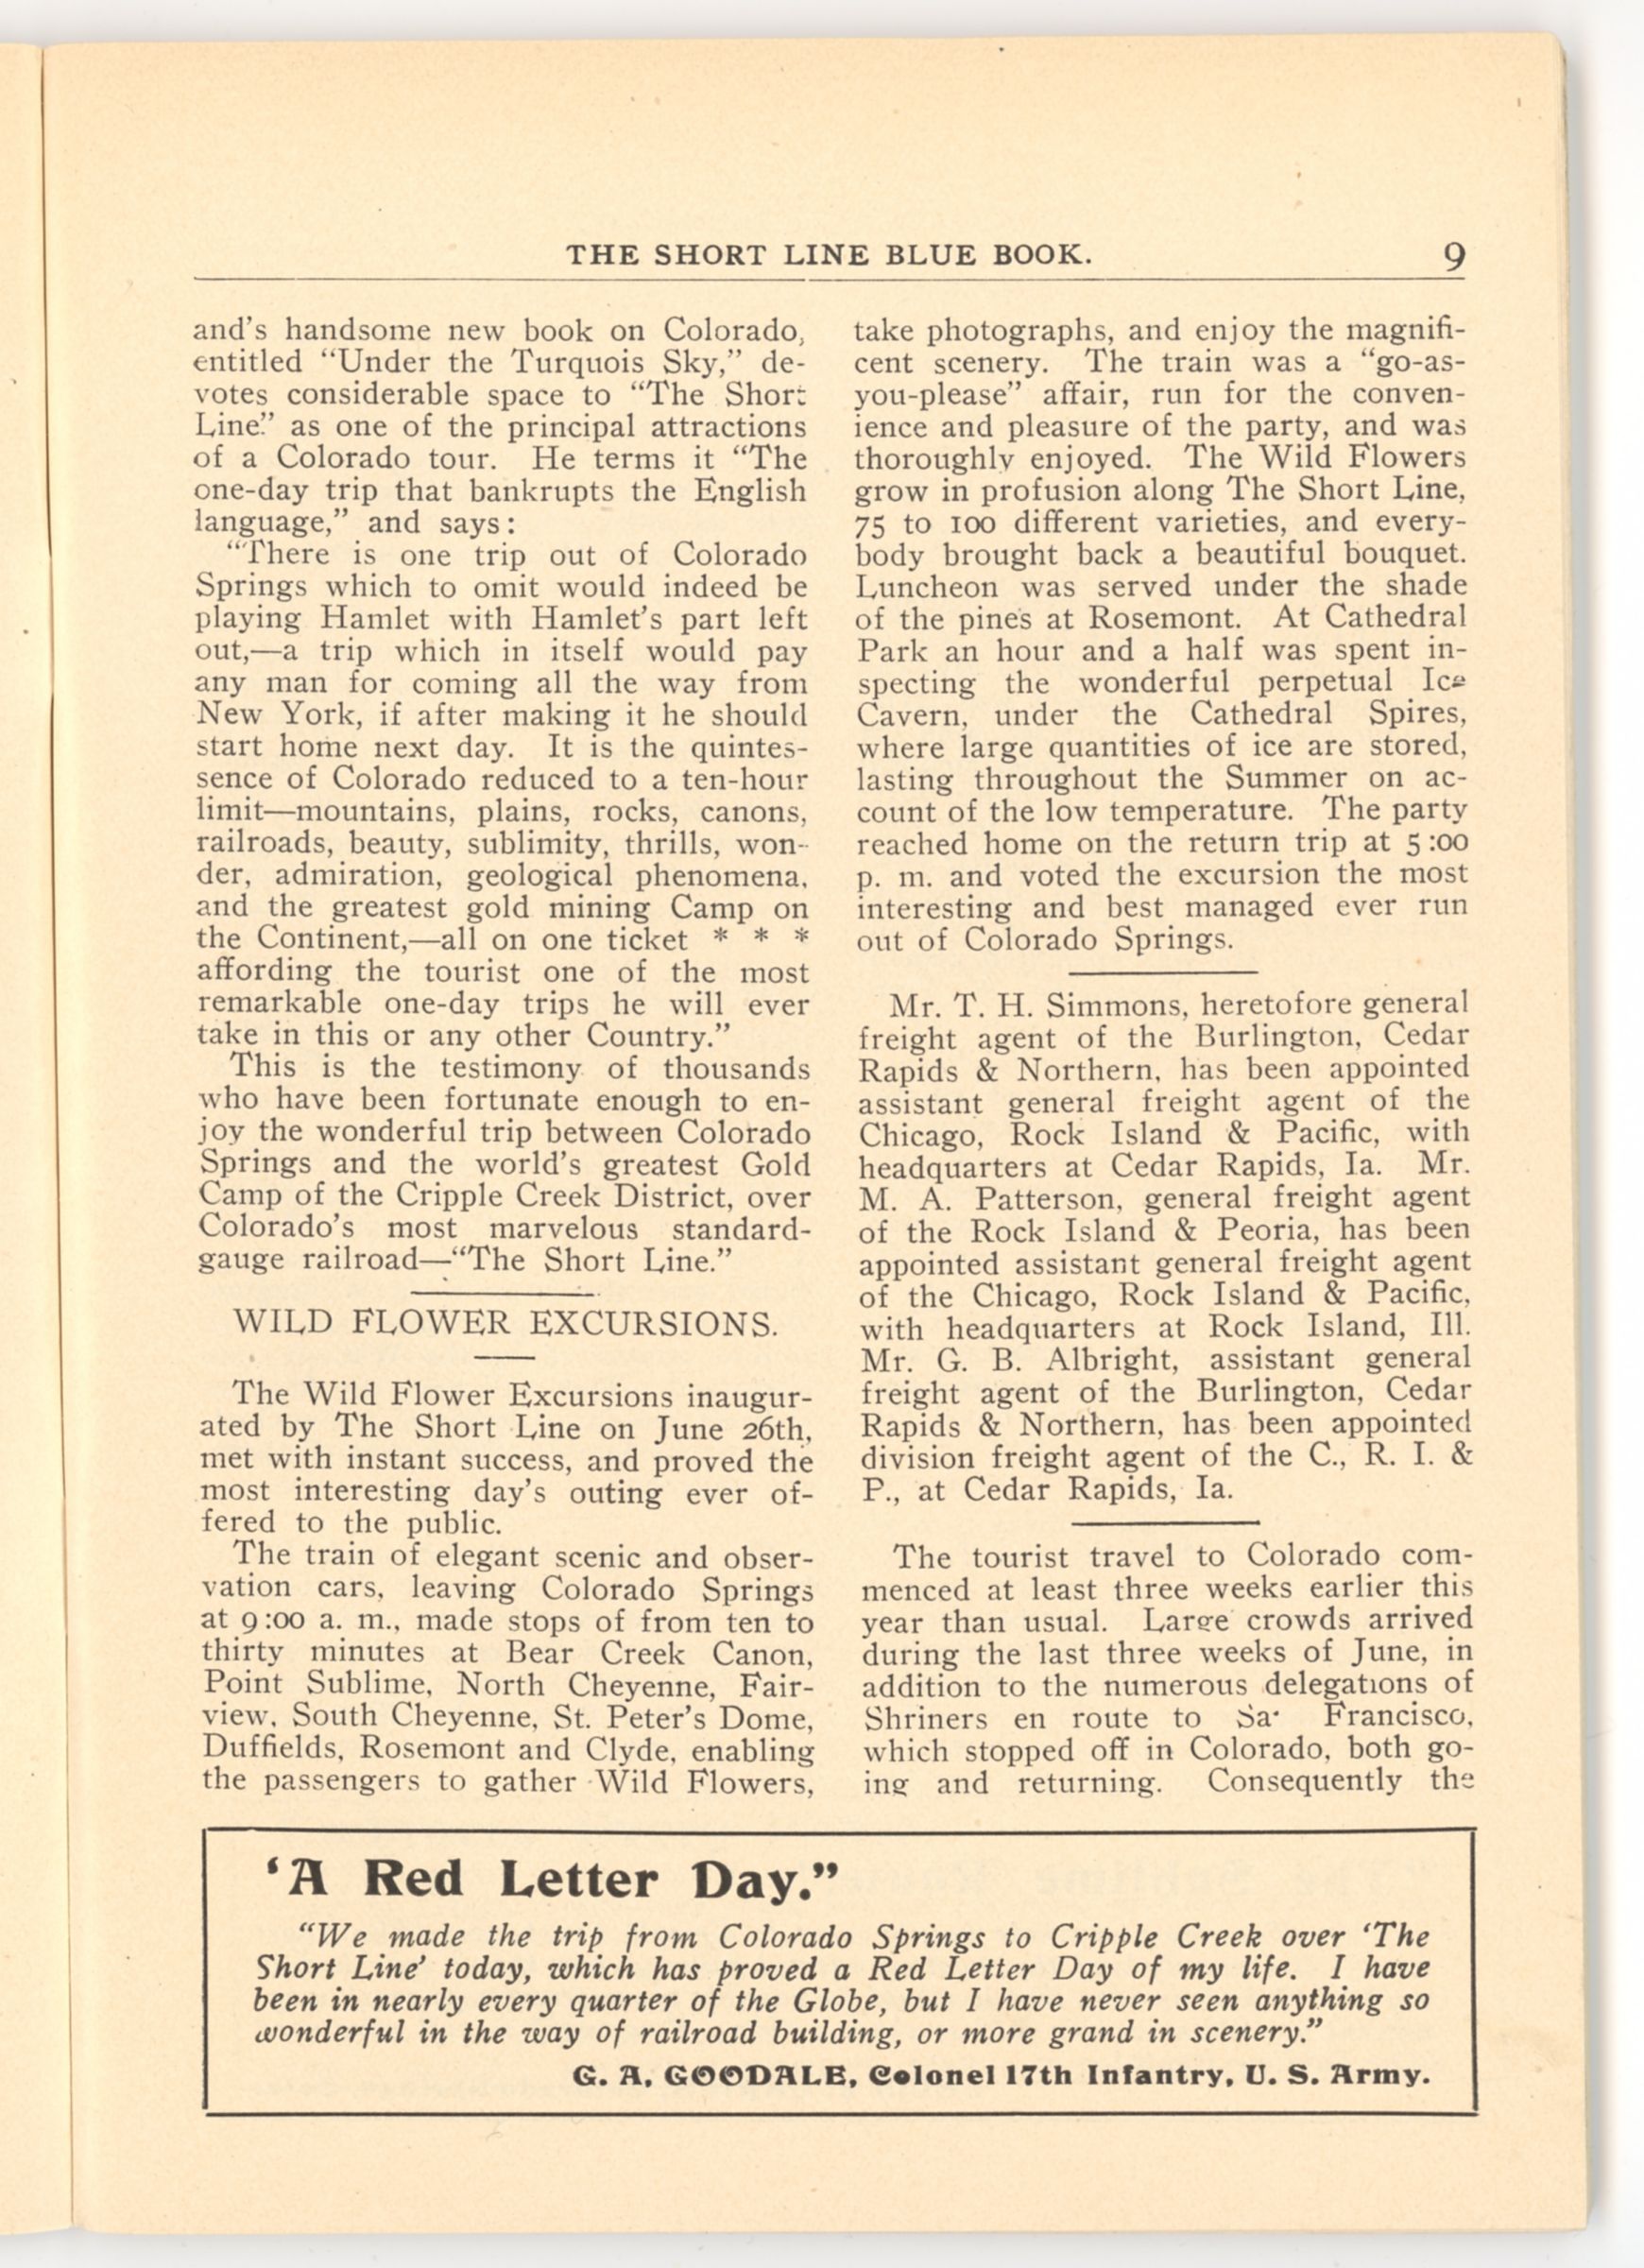 THE SHORT LINE BLUE BOOK. 9
and's handsome new book on Colorado,
entitled “Under the Turquois Sky,” de-
votes considerable space to “The Short
Line” as one of the principal attractions
of a Colorado tour. He terms it “The
one-day trip that bankrupts the English
language,” and says:
“There is one trip out of Colorado
Springs which to omit would indeed be
playing Hamlet with Hamlet's part left
out,—a trip which in itself would pay
any man for coming all the way from
New York, if after making it he should
start home next day. It is the quintes-
sence of Colorado reduced to a ten-hour
limit—mountains, plains, rocks, canons,
railroads, beauty, sublimity, thrills, won-
der, admiration, geological phenomena,
and the greatest gold mining Camp on
the Continent,—all on one ticket * * *
affording the tourist one of the most
remarkable one-day trips he will ever
take in this or any other Country.”
This is the testimony of thousands
who have been fortunate enough to en-
joy the wonderful trip between Colorado
Springs and the world's greatest Gold
Camp of the Cripple Creek District, over
Colorado's most marvelous standard-
gauge railroad—“The Short Line.”
WILD FLOWER EXCURSIONS.
The Wild Flower Excursions inaugur-
ated by The Short Line on June 26th,
met with instant success, and proved the
most interesting day's outing ever of-
fered to the public.
The train of elegant scenic and obser-
vation cars, leaving Colorado Springs
at 9:00 a. m., made stops of from ten to
thirty minutes at Bear Creek Canon,
Point Sublime, North Cheyenne, Fair-
view, South Cheyenne, St. Peter's Dome,
Duffields, Rosemont and Clyde, enabling
the passengers to gather Wild Flowers,
take photographs, and enjoy the magnifi-
cent scenery. The train was a “go-as-
you-please” affair, run for the conven-
ience and pleasure of the party, and was
thoroughly enjoyed. The Wild Flowers
grow in profusion along The Short Line,
75 to 100 different varieties, and every-
body brought back a beautiful bouquet.
Luncheon was served under the shade
of the pines at Rosemont. At Cathedral
Park an hour and a half was spent in-
specting the wonderful perpetual Ice
Cavern, under the Cathedral Spires,
where large quantities of ice are stored,
lasting throughout the Summer on ac-
count of the low temperature. The party
reached home on the return trip at 5:00
p. m. and voted the excursion the most
interesting and best managed ever run
out of Colorado Springs.
Mr. T. H. Simmons, heretofore general
freight agent of the Burlington, Cedar
Rapids & Northern, has been appointed
assistant general freight agent of the
Chicago, Rock Island & Pacific, with
headquarters at Cedar Rapids, Ia. Mr.
M. A. Patterson, general freight agent
of the Rock Island & Peoria, has been
appointed assistant general freight agent
of the Chicago, Rock Island & Pacific,
with headquarters at Rock Island, Ill.
Mr. G. B. Albright, assistant general
freight agent of the Burlington, Cedar
Rapids & Northern, has been appointed
division freight agent of the C., R. I. &
P., at Cedar Rapids, Ia.
The tourist travel to Colorado com-
menced at least three weeks earlier this
year than usual. Large crowds arrived
during the last three weeks of June, in
addition to the numerous delegations of
Shriners en route to Sa Francisco,
which stopped off in Colorado, both go-
ing and returning. Consequently the
‘A Red Letter Day.”
“We made the trip from Colorado Springs to Cripple Creek over ‘The
Short Line’ today, which has proved a Red Letter Day of my life. I have
been in nearly every quarter of the Globe, but I have never seen anything so
wonderful in the way of railroad building, or more grand in scenery.”
G. A. GOODALE, Colonel 17th Infantry, U. S. Army.